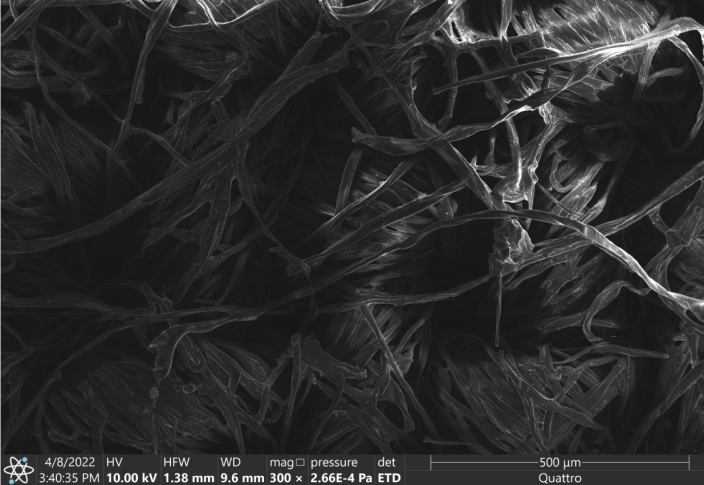 4/8/2022 HV HFW WD mag□ pressure det 500 µm
3:40:35 PM 10.00 kV 1.38 mm 9.6 mm 300 × 2.66E-4 Pa ETD Quattro